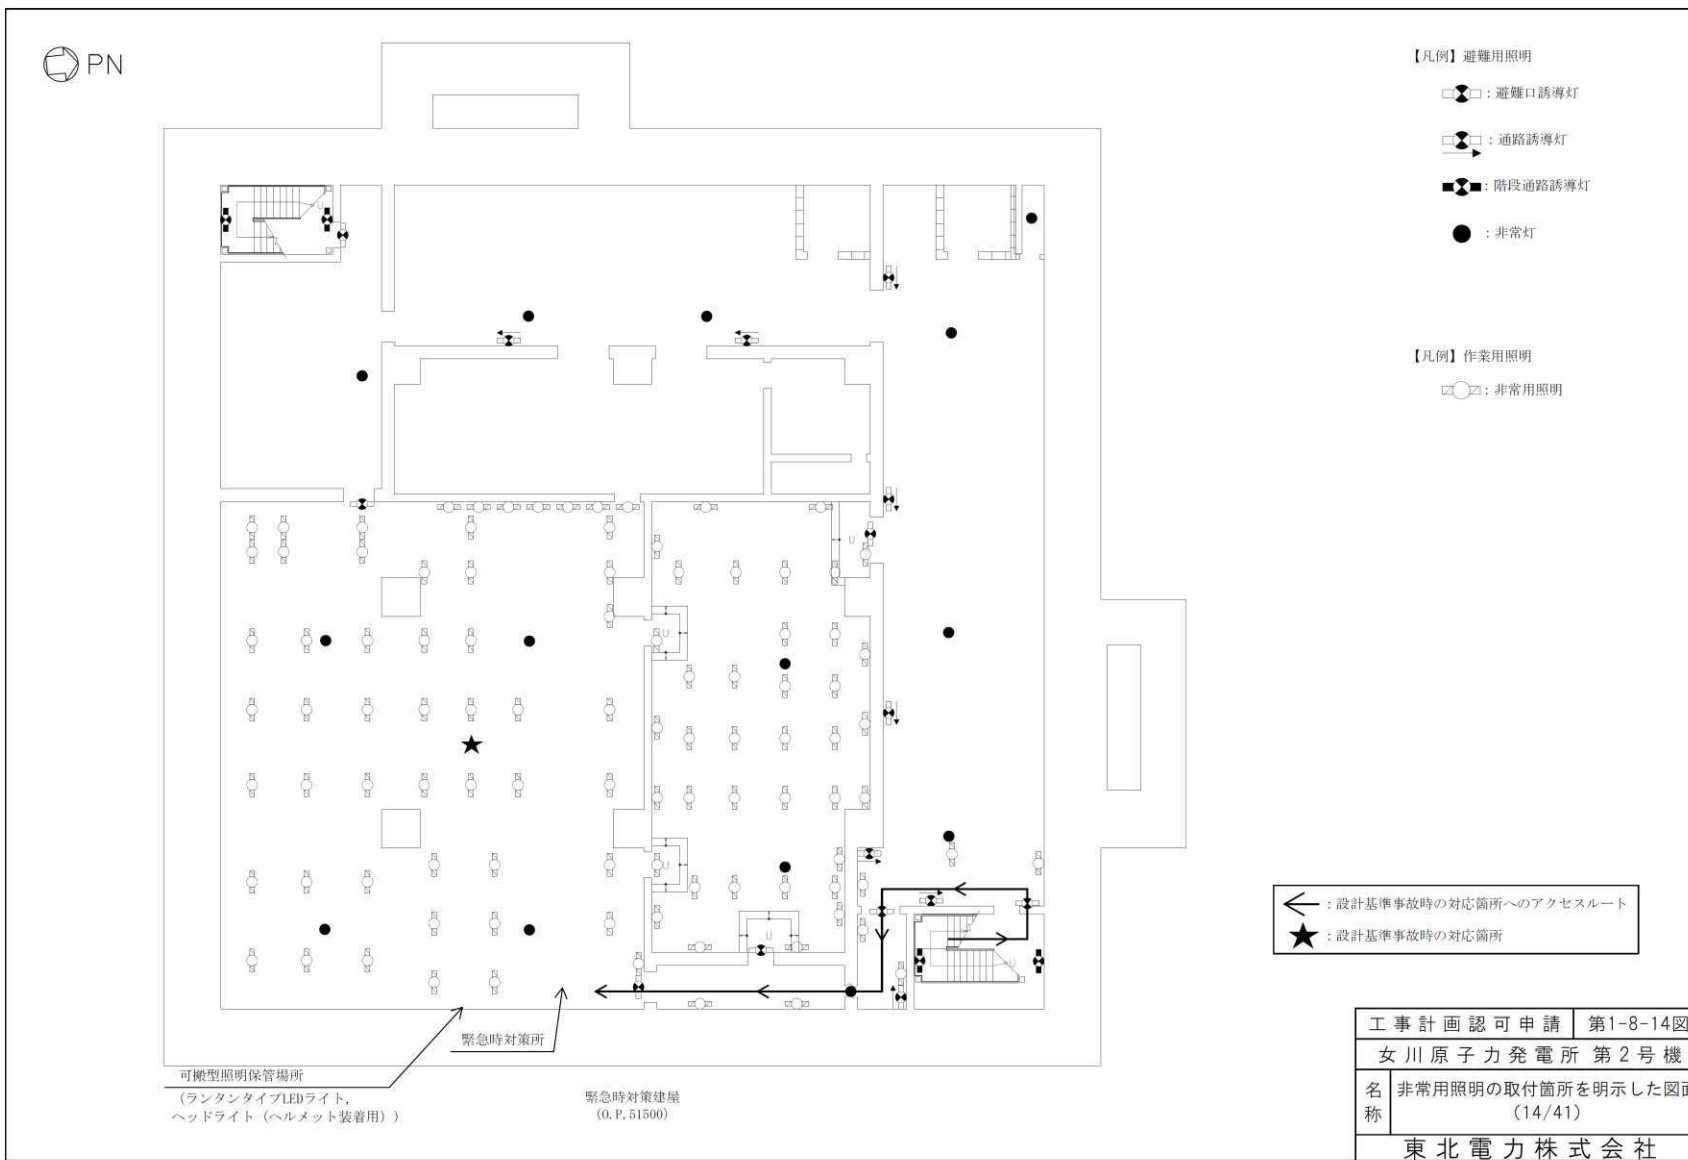 PN
【凡例】避難用照明
：避難口誘導灯
：通路誘導灯
：階段通路誘導灯
：非常灯
【凡例】作業用照明
：非常用照明
U
U
U
U
U
U
：設計基準事故時の対応箇所へのアクセスルート
：設計基準事故時の対応箇所
緊急時対策所
可搬型照明保管場所
（ランタンタイプLEDライト，
ヘッドライト（ヘルメット装着用））
緊急時対策建屋
(O.P.51500)
工事計画認可申請 第1-8-14図
女川原子力発電所 第2号機
名称 非常用照明の取付箇所を明示した図面
(14/41)
東北電力株式会社